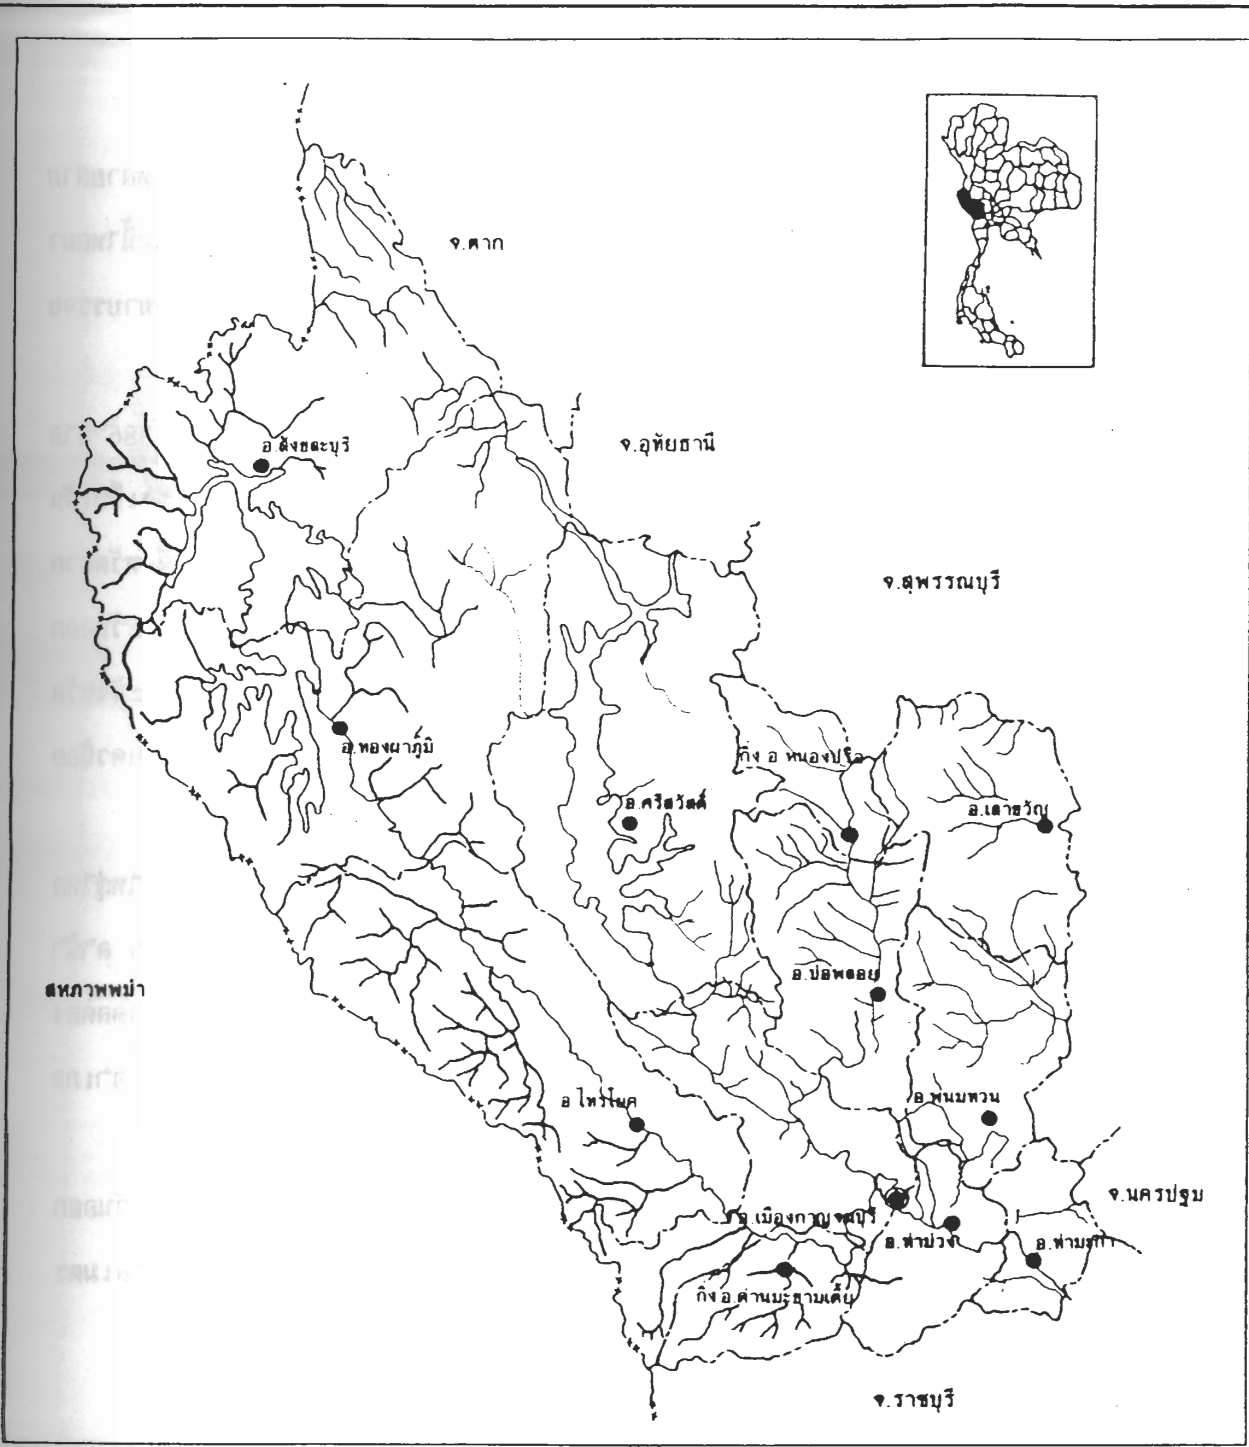 จ.ตาก
อ.สังขละบุรี
จ.อุทัยธานี
จ.สุพรรณบุรี
อ.ทองผาภูมิ
กิ่ง อ หนองปรือ
อ.ศรีสวัสดิ์
อ.เลาขวัญ
อ.บ่อพลอย
สหภาพพม่า
อ ไทรโยค
อ.พนมทวน
จ.นครปฐม
อ.เมืองกาญจนบุรี
อ.ท่าม่วง
อ.ท่ามะกา
กิ่ง อ.ด่านมะขามเตี้ย
จ.ราชบุรี